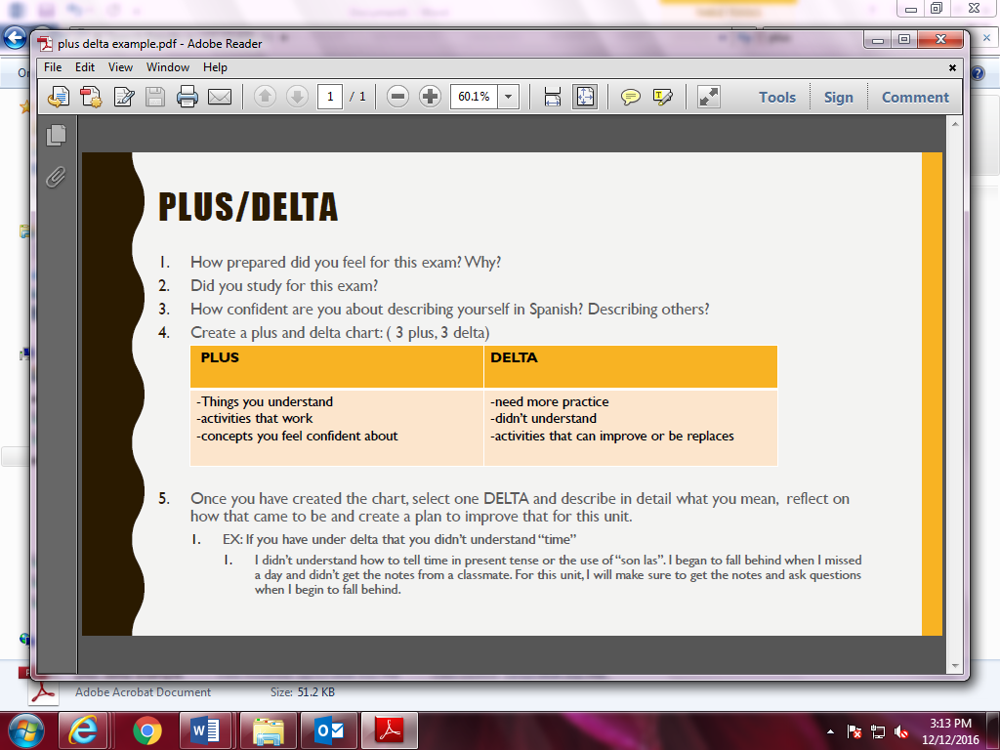 plus delta example.pdf - Adobe Reader
File Edit View Window Help
1 / 1 60.1% Tools Sign Comment
PLUS/DELTA
1. How prepared did you feel for this exam? Why?
2. Did you study for this exam?
3. How confident are you about describing yourself in Spanish? Describing others?
4. Create a plus and delta chart: ( 3 plus, 3 delta)
PLUS DELTA
-Things you understand -need more practice
-activities that work -didn't understand
-concepts you feel confident about -activities that can improve or be replaces
5. Once you have created the chart, select one DELTA and describe in detail what you mean, reflect on
how that came to be and create a plan to improve that for this unit.
1. EX: If you have under delta that you didn't understand "time"
1. I didn't understand how to tell time in present tense or the use of "son las". I began to fall behind when I missed
a day and didn't get the notes from a classmate. For this unit, I will make sure to get the notes and ask questions
when I begin to fall behind.
Adobe Acrobat Document Size: 51.2 KB
3:13 PM
12/12/2016